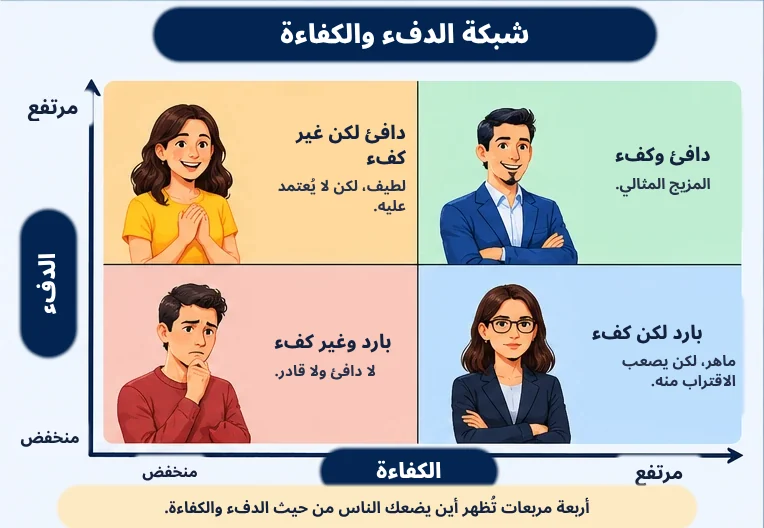 شبكة الدفء والكفاءة
مرتفع
دافئ وكفء
المزيج المثالي.
دافئ لكن غير
كفء
لطيف، لكن لا يُعتمد
عليه.
الدفء
بارد لكن كفء
ماهر، لكن يصعب
الاقتراب منه.
بارد وغير كفء
لا دافئ ولا قادر.
منخفض
منخفض
الكفاءة
مرتفع
أربعة مربعات تُظهر أين يضعك الناس من حيث الدفء والكفاءة.